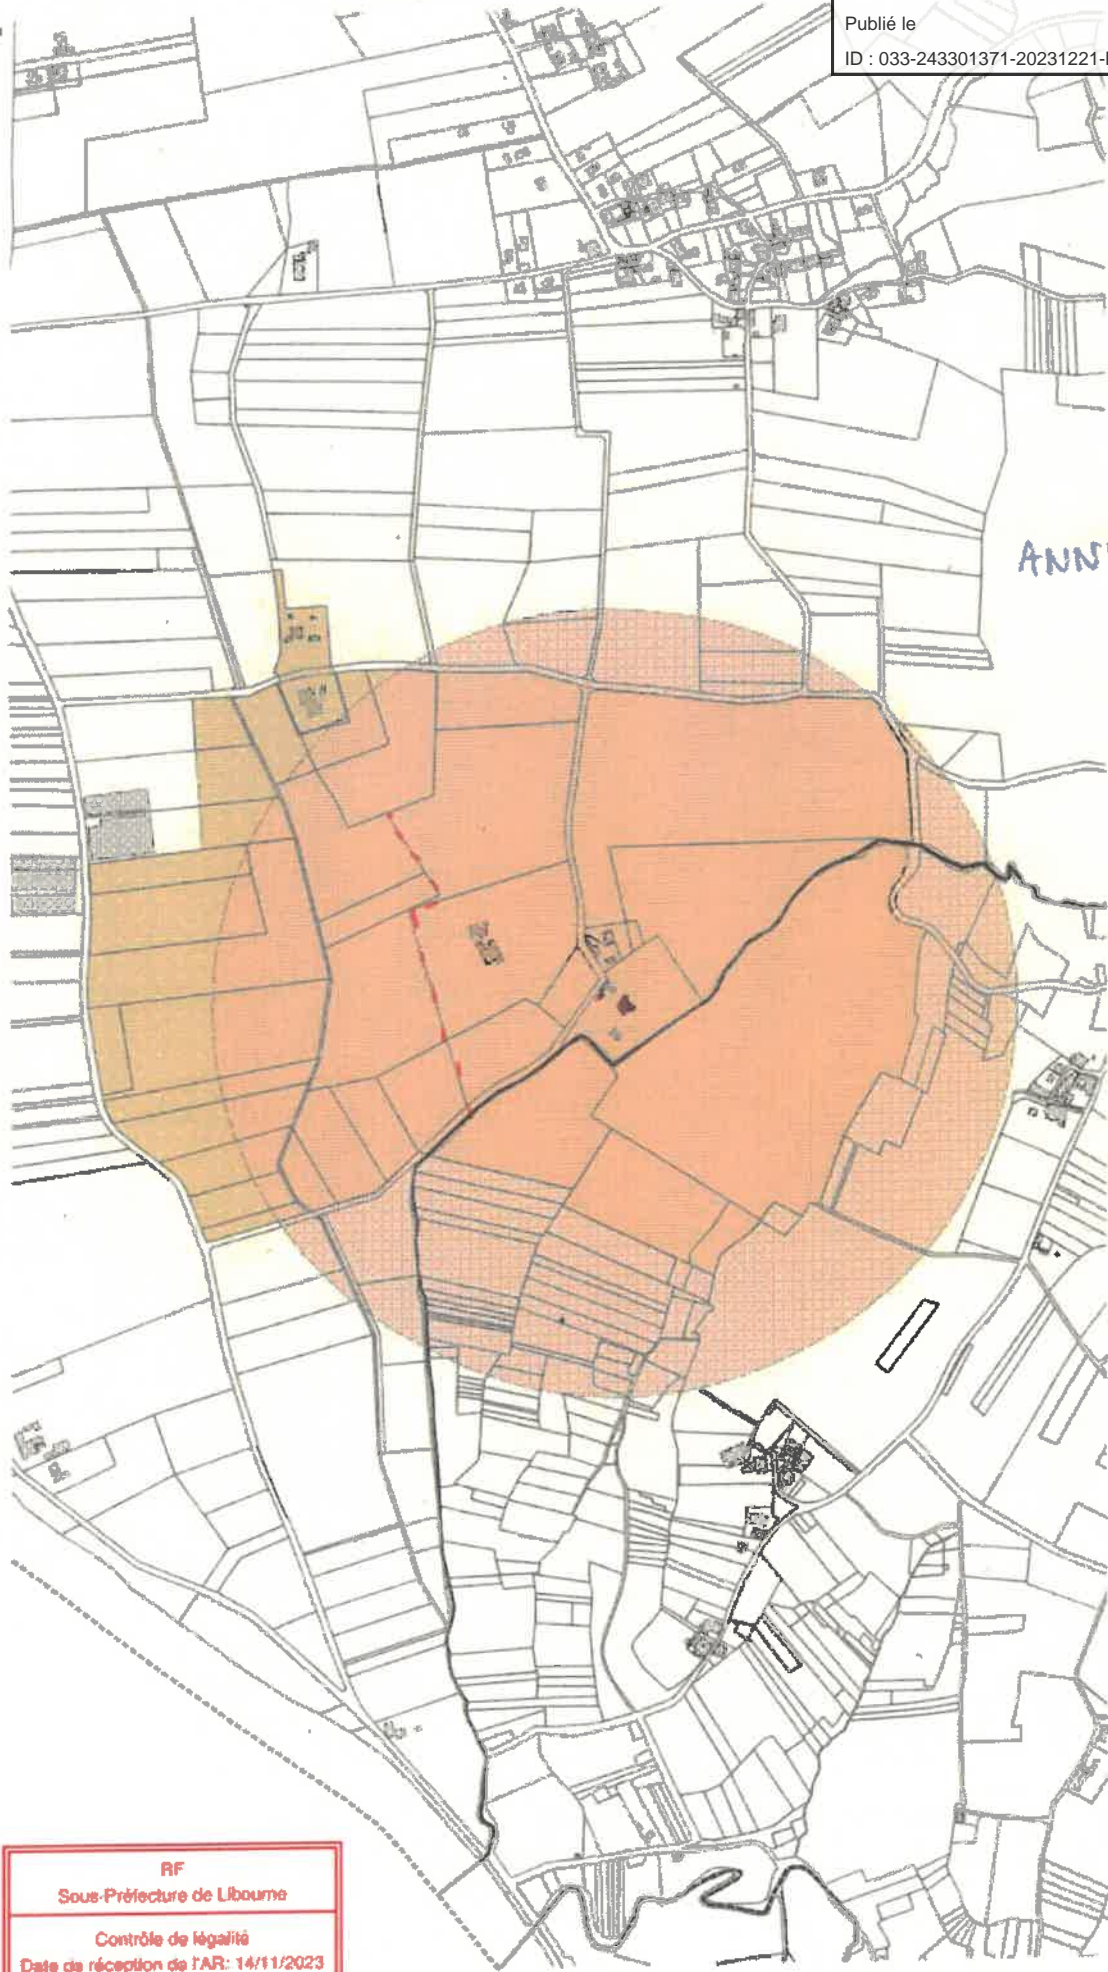 Publié le
ID : 033-243301371-20231221-
RF
Sous-Préfecture de Libourne
Contrôle de légalité
Date de réception de l'AR: 14/11/2023